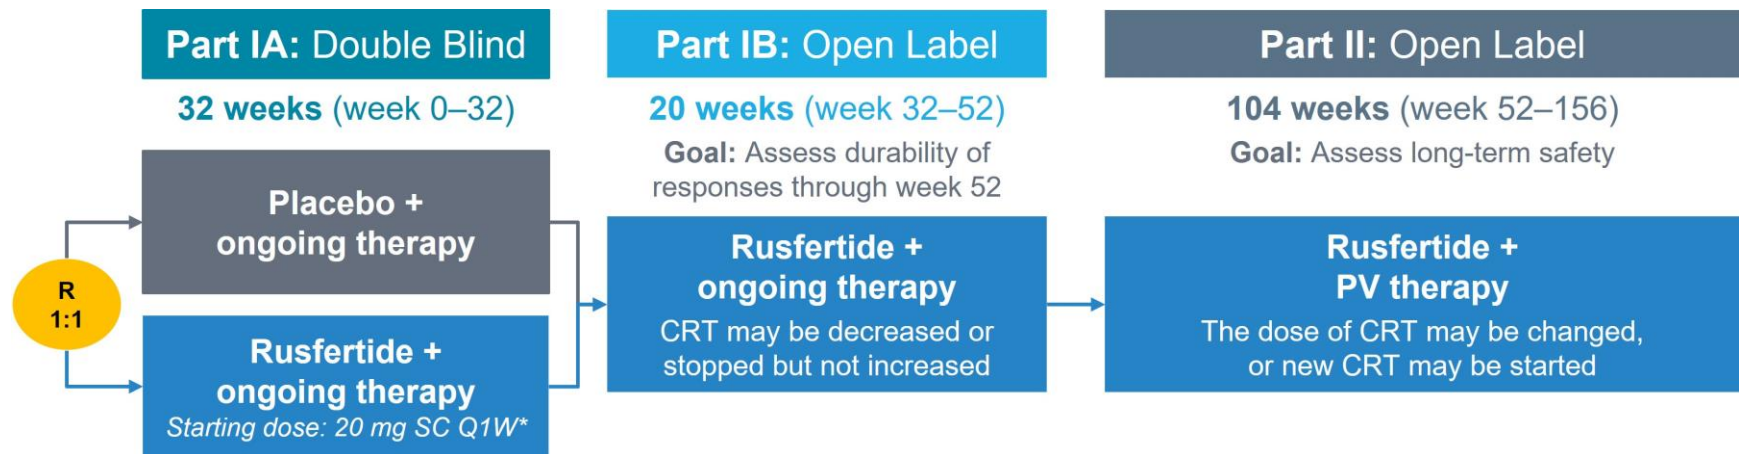 Part IA: Double Blind
32 weeks (week 0–32)
Placebo +
ongoing therapy
R
1:1
Rusfertide +
ongoing therapy
Starting dose: 20 mg SC Q1W*
Part IB: Open Label
20 weeks (week 32–52)
Goal: Assess durability of
responses through week 52
Rusfertide +
ongoing therapy
CRT may be decreased or
stopped but not increased
Part II: Open Label
104 weeks (week 52–156)
Goal: Assess long-term safety
Rusfertide +
PV therapy
The dose of CRT may be changed,
or new CRT may be started